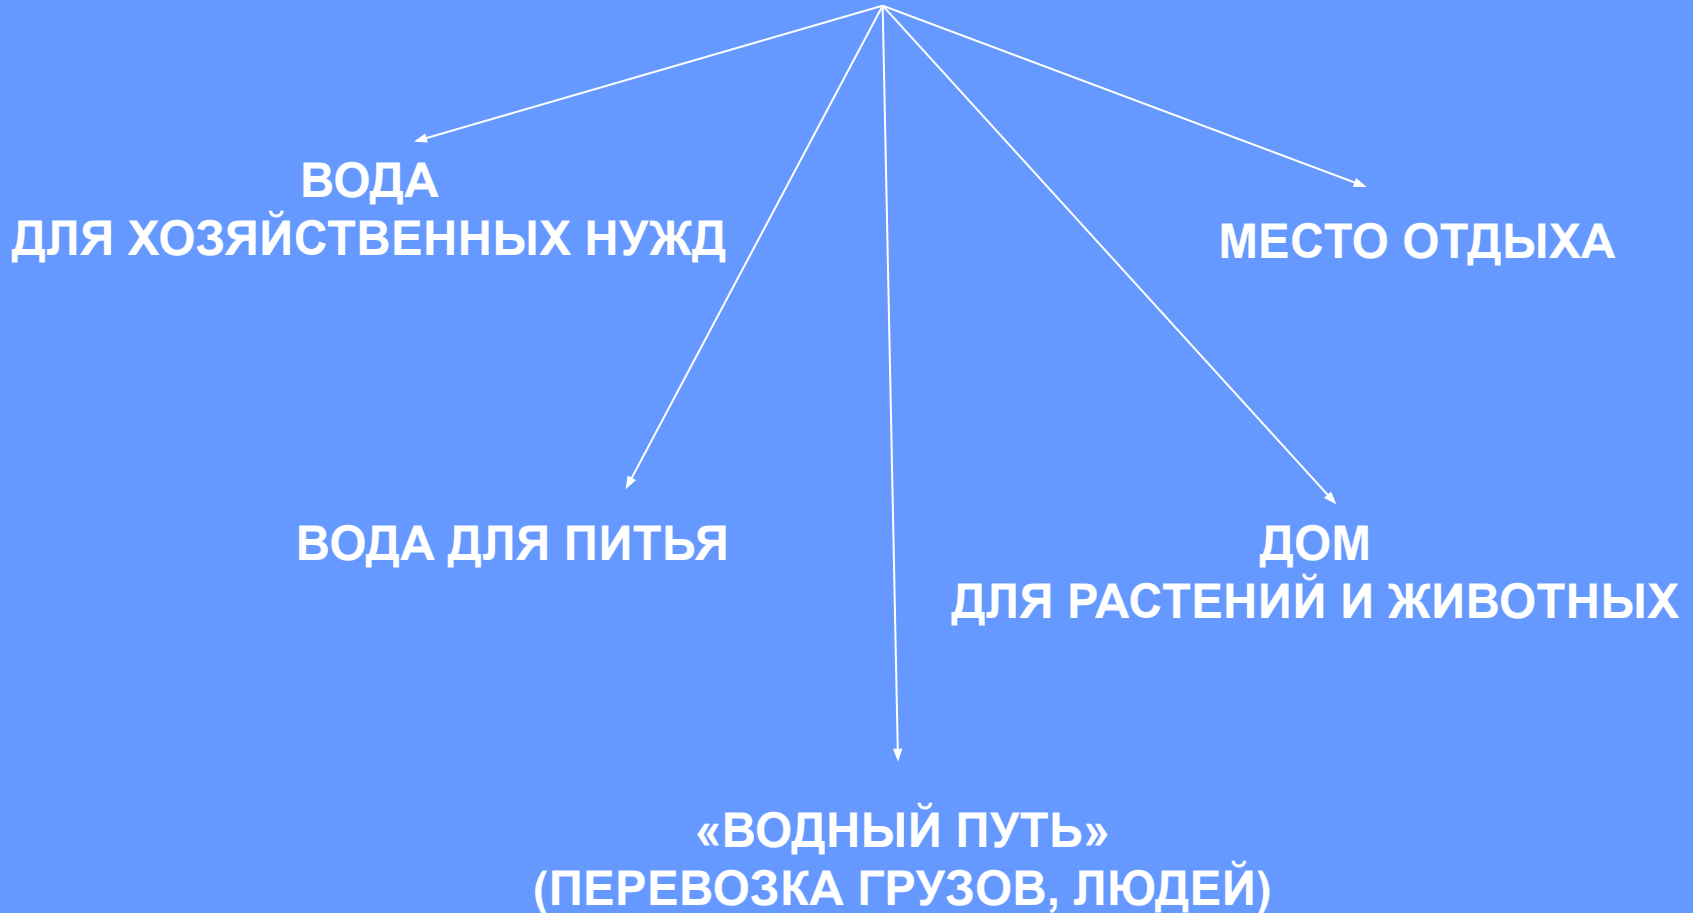 ВОДА
ДЛЯ ХОЗЯЙСТВЕННЫХ НУЖД
МЕСТО ОТДЫХА
ВОДА ДЛЯ ПИТЬЯ
ДОМ
ДЛЯ РАСТЕНИЙ И ЖИВОТНЫХ
«ВОДНЫЙ ПУТЬ»
(ПЕРЕВОЗКА ГРУЗОВ, ЛЮДЕЙ)